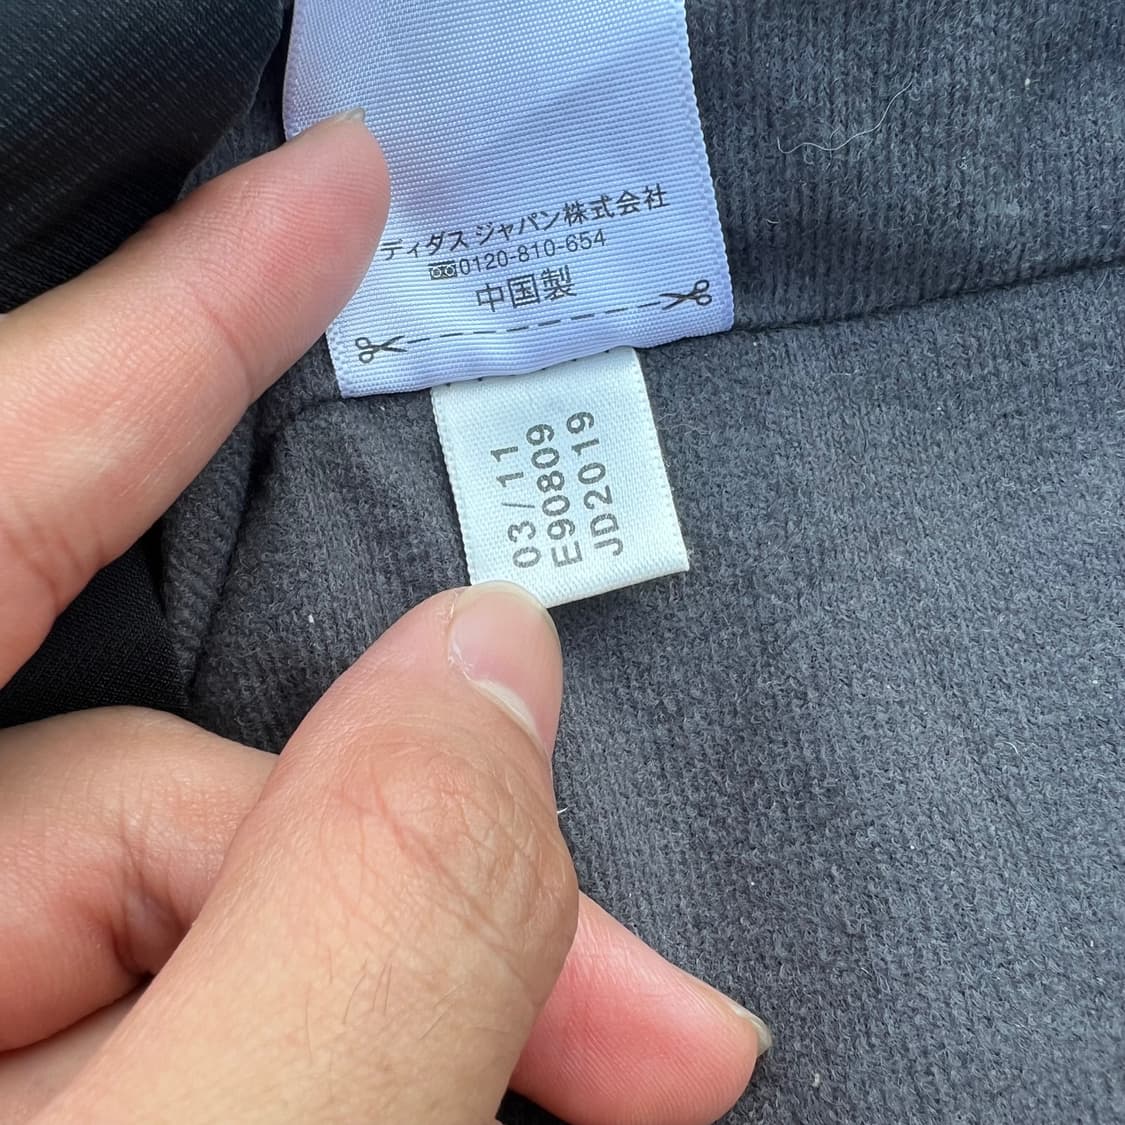 ディダス ジャパン株式会社
0120-810-654
中国製
03/11
E90809
JD2019